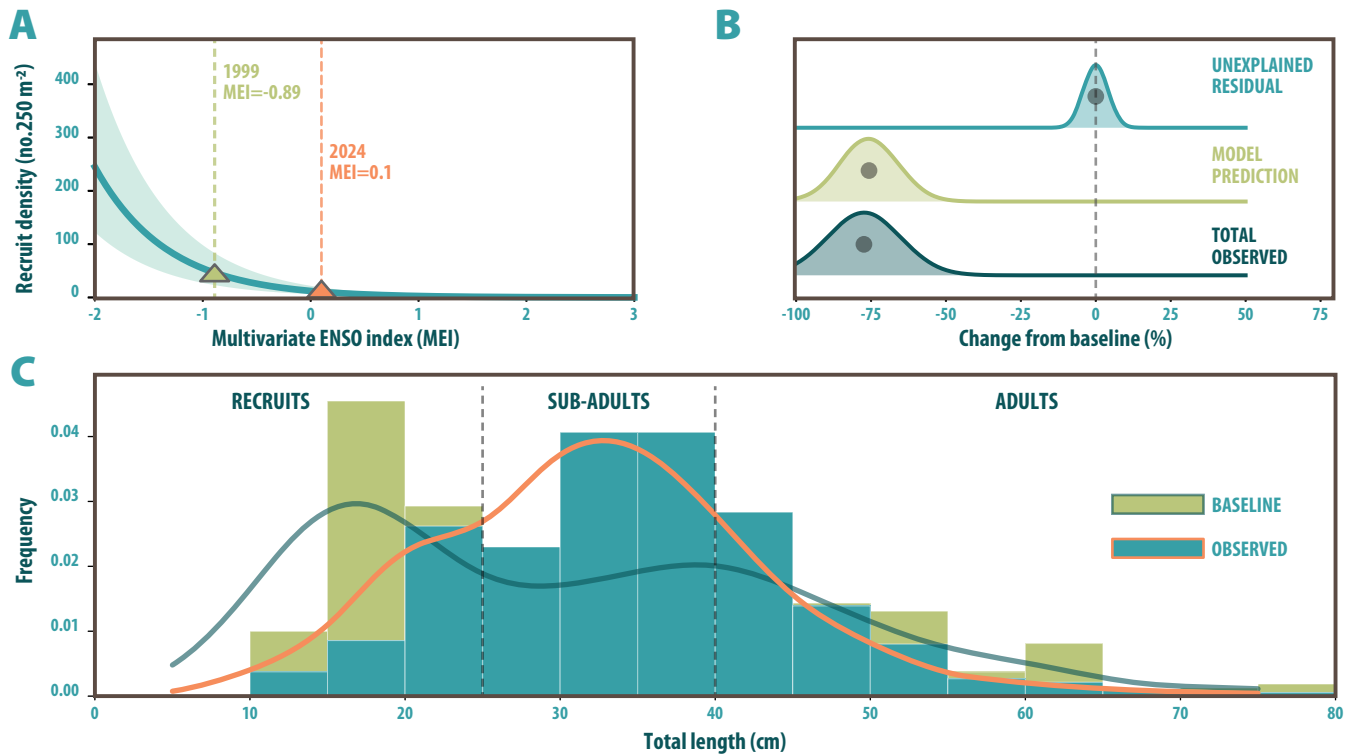 A
Recruit density (no.250 m⁻²)
400
300
200
100
0
1999
MEI=-0.89
2024
MEI=0.1
-2
-1
0
1
2
3
Multivariate ENSO index (MEI)
B
UNEXPLAINED
RESIDUAL
MODEL
PREDICTION
TOTAL
OBSERVED
-100
-75
-50
-25
0
25
50
75
Change from baseline (%)
C
RECRUITS
SUB-ADULTS
ADULTS
Frequency
0.04
0.03
0.02
0.01
0.00
BASELINE
OBSERVED
0
10
20
30
40
50
60
70
80
Total length (cm)